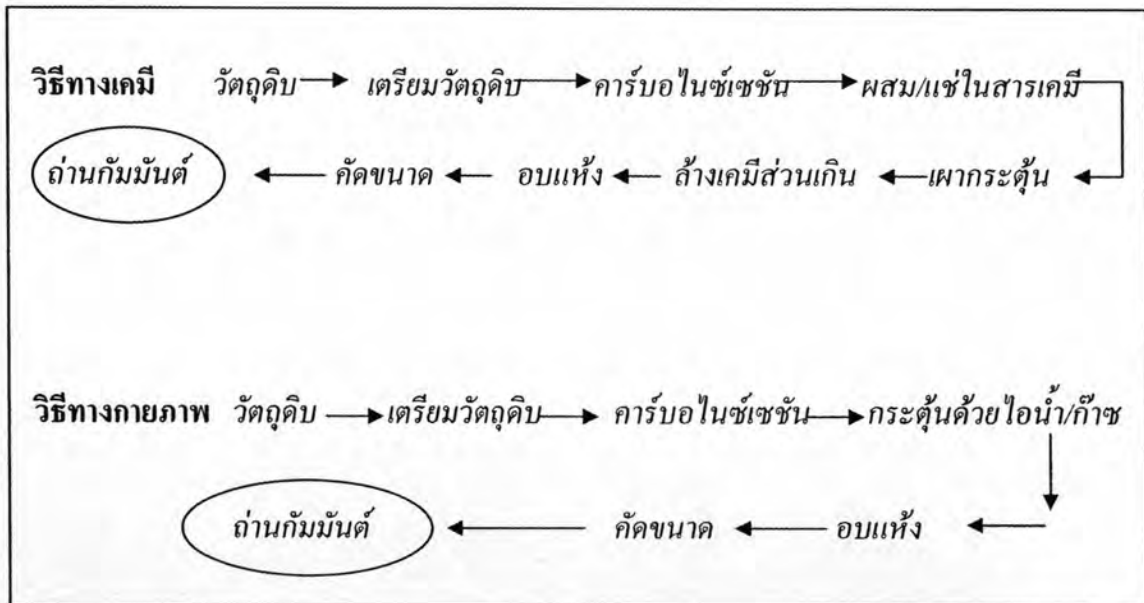 วิธีทางเคมี วัตถุดิบ เตรียมวัตถุดิบ คาร์บอไนซ์เซชัน ผสม/แช่ในสารเคมี
ถ่านกัมมันต์ คัดขนาด อบแห้ง ล้างเคมีส่วนเกิน เผากระตุ้น
วิธีทางกายภาพ วัตถุดิบ เตรียมวัตถุดิบ คาร์บอไนซ์เซชัน กระตุ้นด้วยไอน้ำ/ก๊าซ
ถ่านกัมมันต์ คัดขนาด อบแห้ง